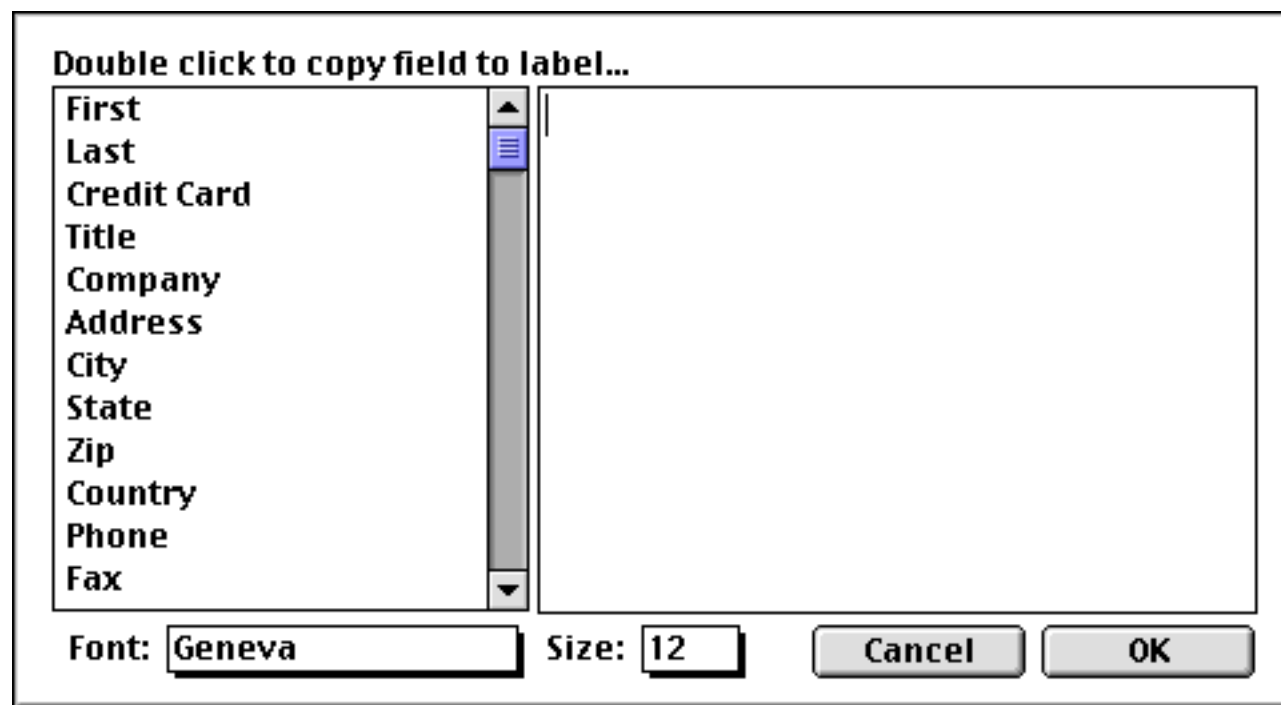 Double click to copy field to label...
First
Last
Credit Card
Title
Company
Address
City
State
Zip
Country
Phone
Fax
Font: Geneva Size: 12 Cancel OK